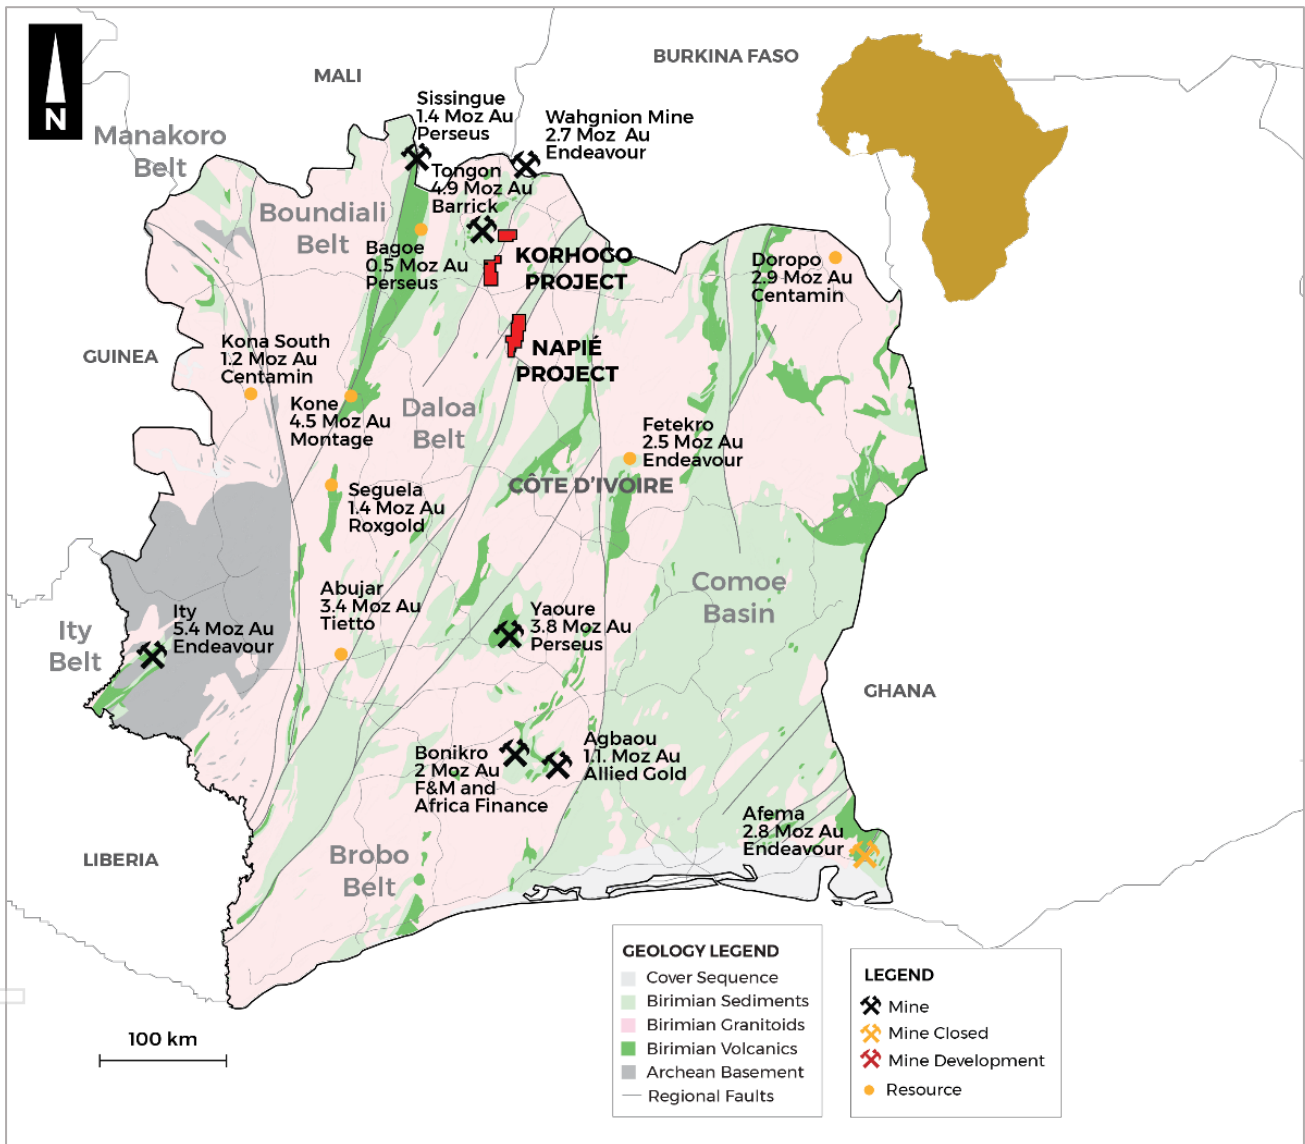 BURKINA FASO
MALI
N
Sissingue
1.4 Moz Au
Perseus
Wahgnion Mine
2.7 Moz Au
Endeavour
Manakoro
Belt
Tongon
4.9 Moz Au
Barrick
Boundiali
Belt
Bagoe
0.5 Moz Au
Perseus
KORHOGO
PROJECT
Doropo
2.9 Moz Au
Centamin
GUINEA
Kona South
1.2 Moz Au
Centamin
NAPIÉ
PROJECT
Kone
4.5 Moz Au
Montage
Daloa
Belt
Fetekro
2.5 Moz Au
Endeavour
CÔTE D'IVOIRE
Seguela
1.4 Moz Au
Roxgold
Comoe
Basin
Abujar
3.4 Moz Au
Tietto
Ity
5.4 Moz Au
Endeavour
Ity
Belt
Yaoure
3.8 Moz Au
Perseus
GHANA
Bonikro
2 Moz Au
F&M and
Africa Finance
Agbaou
1.1. Moz Au
Allied Gold
Afema
2.8 Moz Au
Endeavour
LIBERIA
Brobo
Belt
100 km
GEOLOGY LEGEND
Cover Sequence
Birimian Sediments
Birimian Granitoids
Birimian Volcanics
Archean Basement
Regional Faults
LEGEND
Mine
Mine Closed
Mine Development
Resource